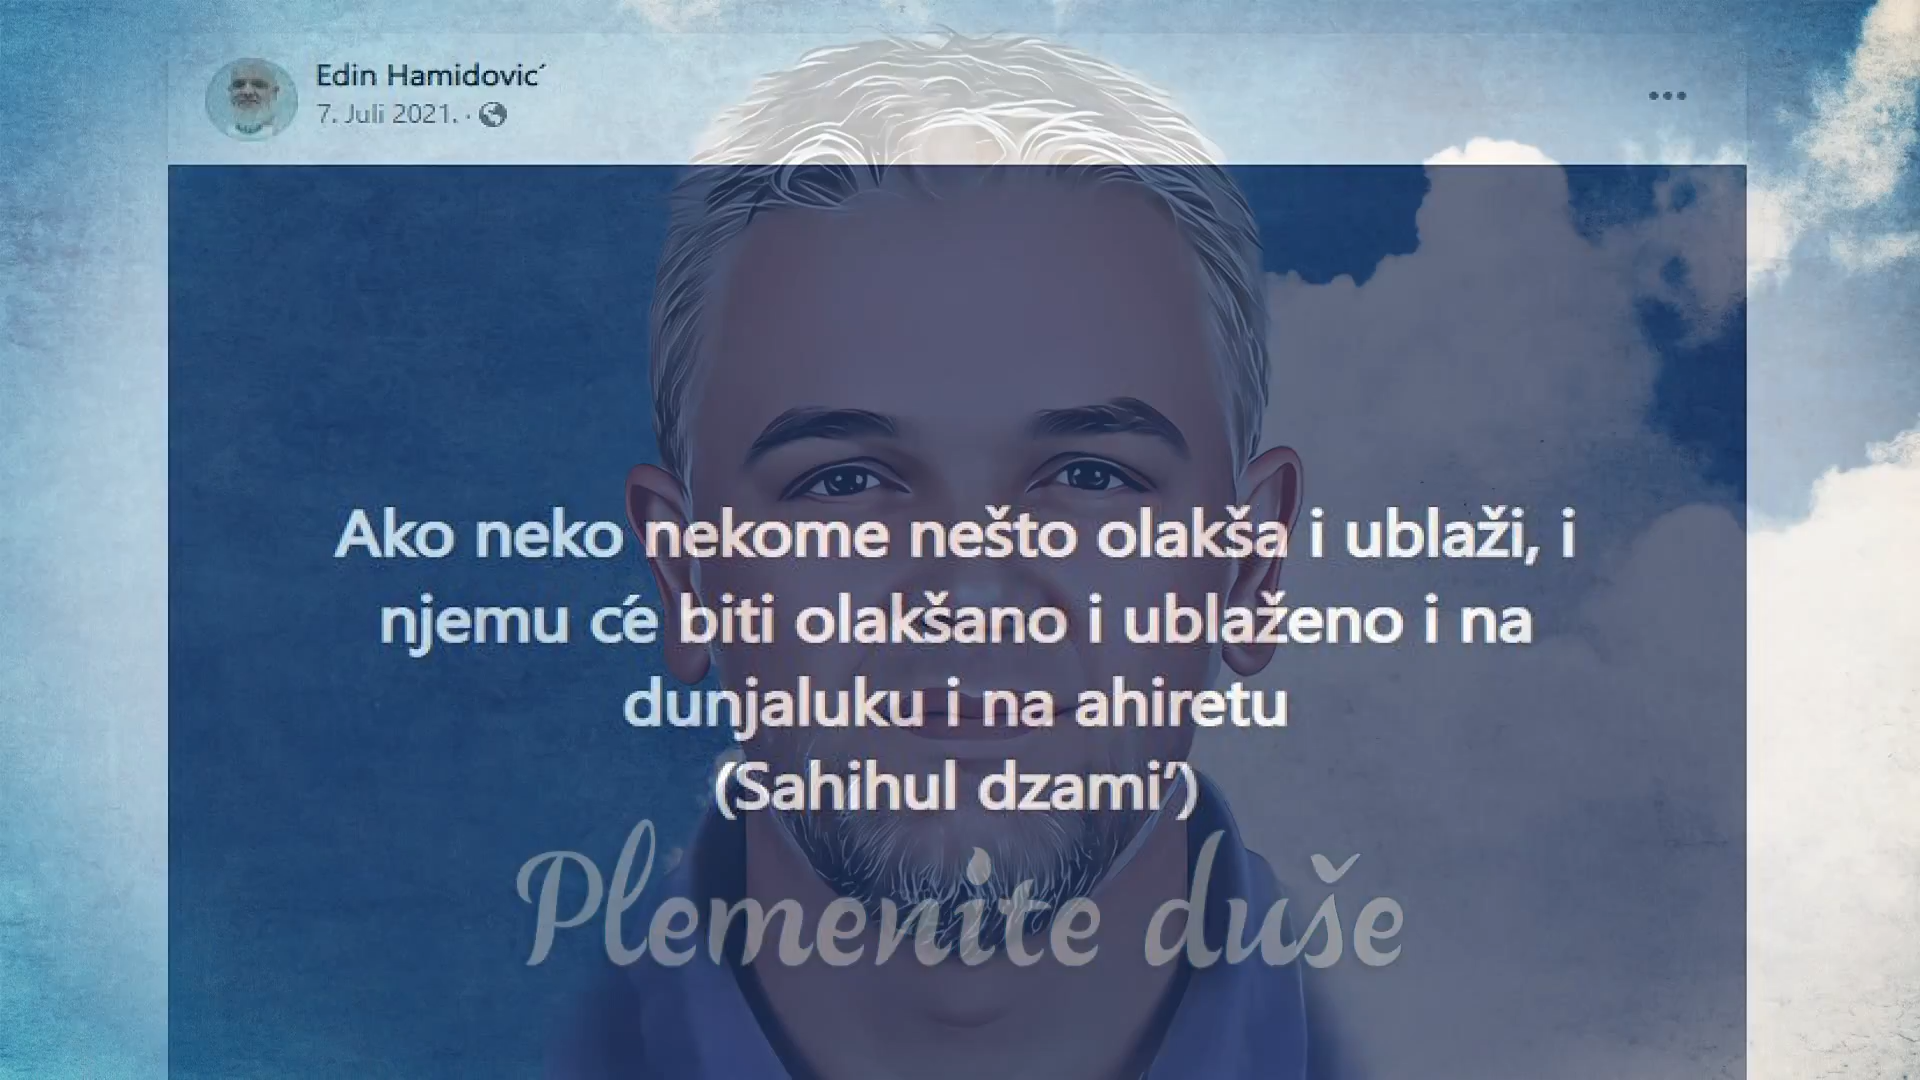 Edin Hamidovic´
7. Juli 2021. ·
Ako neko nekome nešto olakša i ublaži, i
njemu će biti olakšano i ublaženo i na
dunjaluku i na ahiretu
(Sahihul dzami’)
Plemenite duše